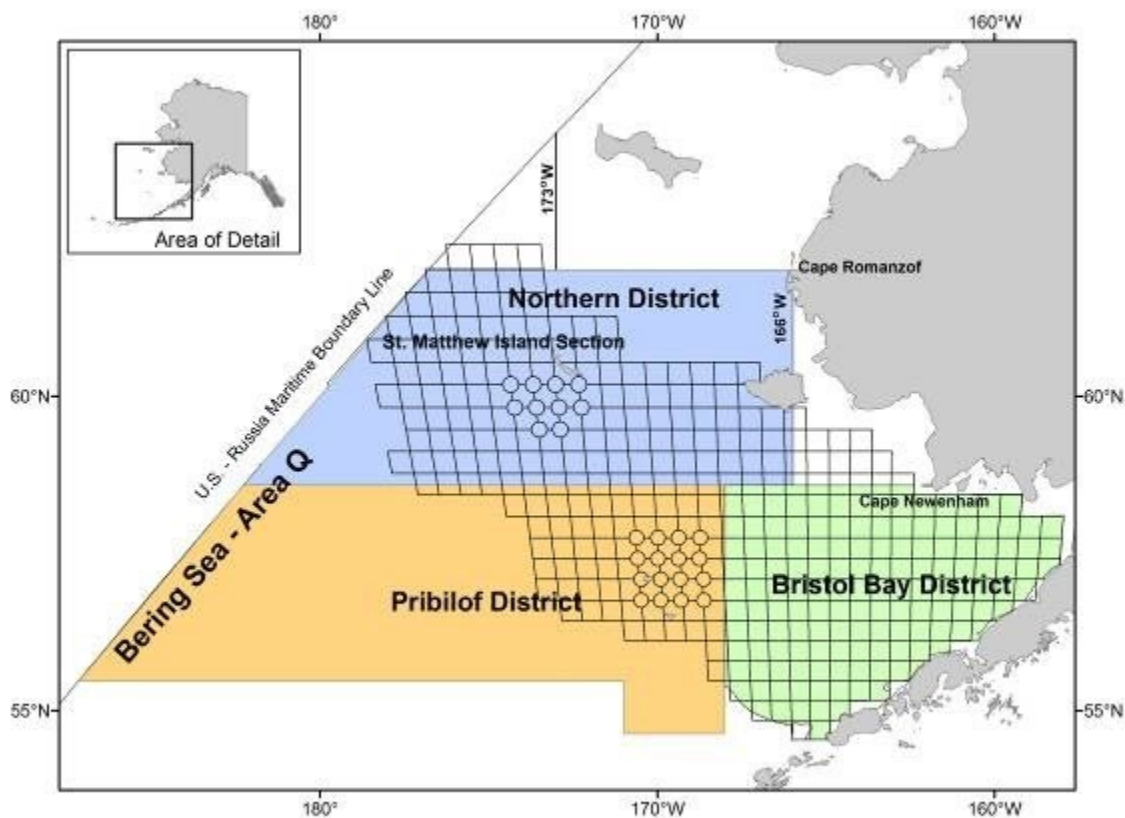 180°
170°W
160°W
Area of Detail
173°W
Cape Romanzof
Northern District
166°W
U.S. - Russia Maritime Boundary Line
St. Matthew Island Section
60°N
60°N
Bering Sea - Area Q
Cape Newenham
Pribilof District
Bristol Bay District
55°N
55°N
180°
170°W
160°W